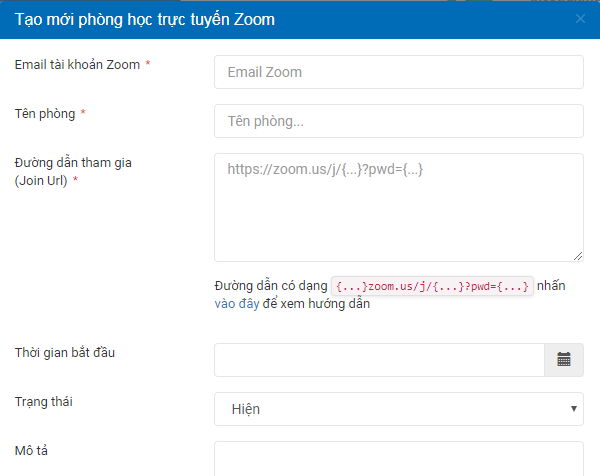 Tạo mới phòng học trực tuyến Zoom
Email tài khoản Zoom *
Email Zoom
Tên phòng *
Tên phòng...
Đường dẫn tham gia
(Join Url) *
https://zoom.us/j/{...}?pwd={...}
Đường dẫn có dạng {...}zoom.us/j/{...}?pwd={...} nhấn
vào đây để xem hướng dẫn
Thời gian bắt đầu
Trạng thái
Hiện
Mô tả